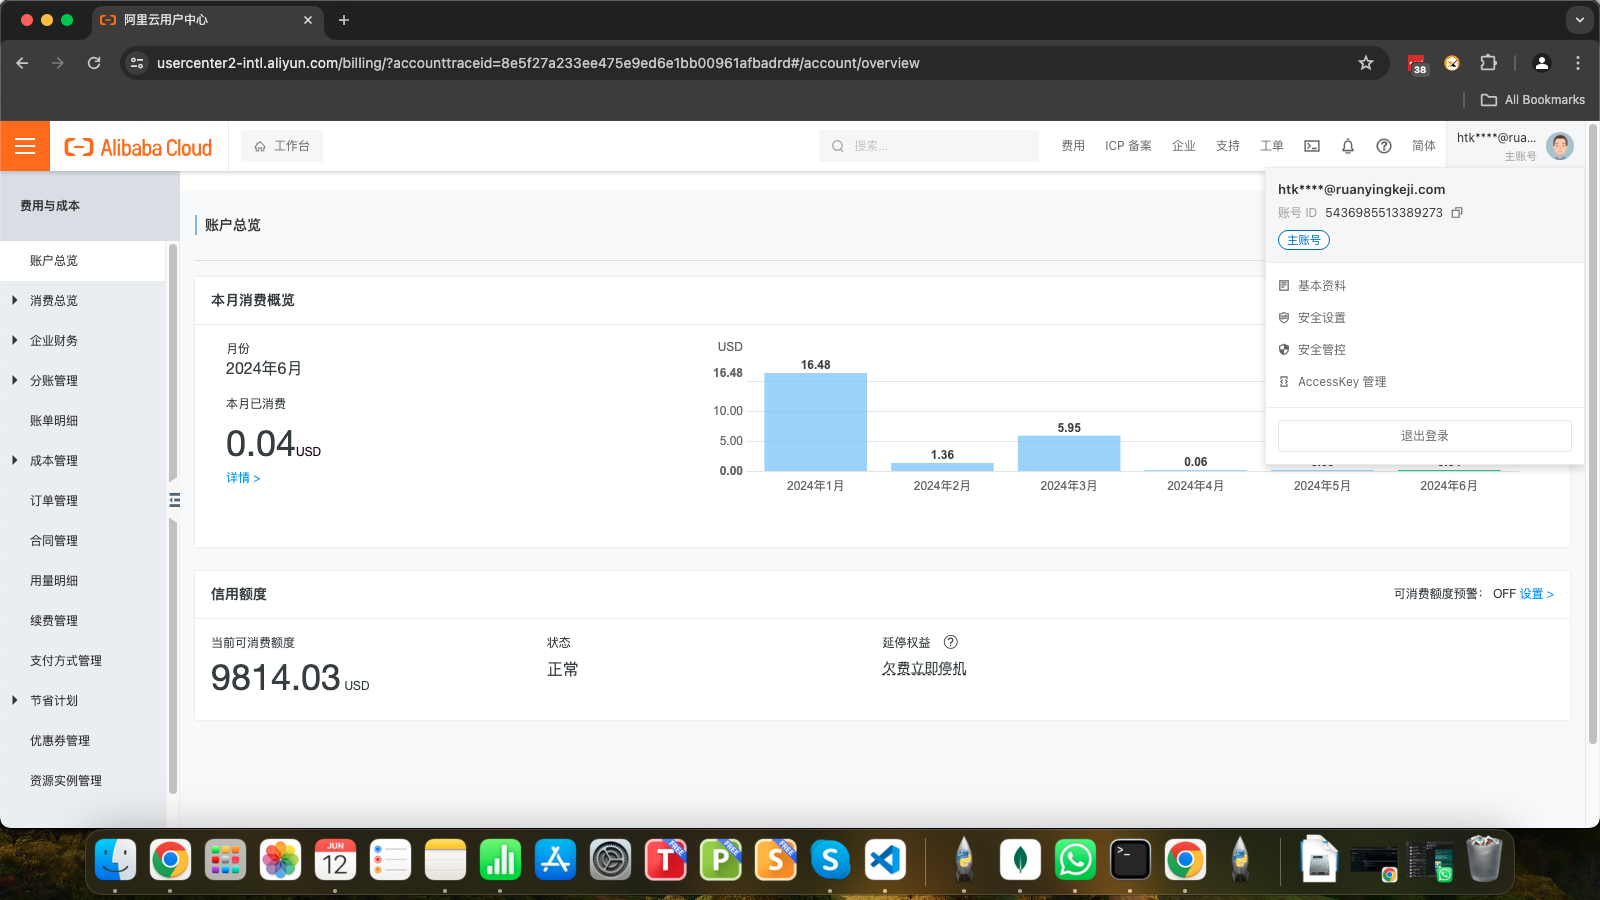 阿里云用户中心
usercenter2-intl.aliyun.com/billing/?accounttraceid=8e5f27a233ee475e9ed6e1bb00961afbadrd#/account/overview
38
All Bookmarks
Alibaba Cloud
工作台
搜索...
费用
ICP 备案
企业
支持
工单
简体
htk****@rua...
主账号
htk****@ruanyingkeji.com
账号 ID 5436985513389273
主账号
基本资料
安全设置
安全管控
AccessKey 管理
退出登录
费用与成本
账户总览
消费总览
企业财务
分账管理
账单明细
成本管理
订单管理
合同管理
用量明细
续费管理
支付方式管理
节省计划
优惠券管理
资源实例管理
账户总览
本月消费概览
月份
2024年6月
本月已消费
0.04USD
详情 >
USD
16.48
10.00
5.00
0.00
16.48
1.36
5.95
0.06
2024年1月
2024年2月
2024年3月
2024年4月
2024年5月
2024年6月
信用额度
可消费额度预警: OFF 设置 >
当前可消费额度
9814.03 USD
状态
正常
延停权益
欠费立即停机
JUN
12
T
FREE
P
FREE
S
FREE
S
>_